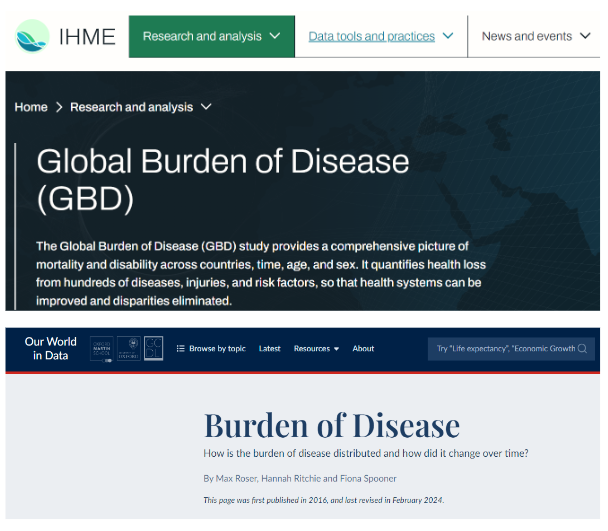 IHME Research and analysis Data tools and practices News and events
Home > Research and analysis
Global Burden of Disease
(GBD)
The Global Burden of Disease (GBD) study provides a comprehensive picture of
mortality and disability across countries, time, age, and sex. It quantifies health loss
from hundreds of diseases, injuries, and risk factors, so that health systems can be
improved and disparities eliminated.
Our World
in Data
OXFORD
MARTIN
SCHOOL
OXFORD
Browse by topic Latest Resources About
Try "Life expectancy", "Economic Growth
Burden of Disease
How is the burden of disease distributed and how did it change over time?
By Max Roser, Hannah Ritchie and Fiona Spooner
This page was first published in 2016, and last revised in February 2024.